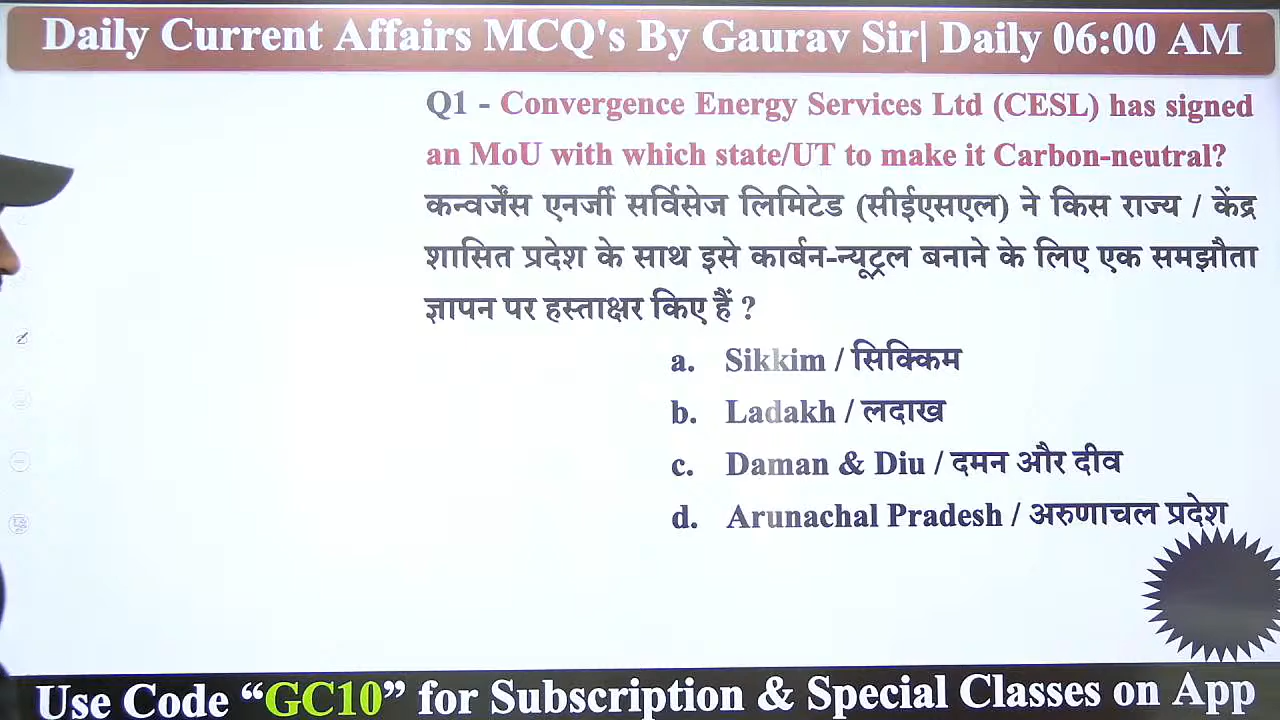 Daily Current Affairs MCQ's By Gaurav Sir| Daily 06:00 AM
Q1 - Convergence Energy Services Ltd (CESL) has signed
an MoU with which state/UT to make it Carbon-neutral?
कन्वर्जेंस एनर्जी सर्विसेज लिमिटेड (सीईएसएल) ने किस राज्य / केंद्र
शासित प्रदेश के साथ इसे कार्बन-न्यूट्रल बनाने के लिए एक समझौता
ज्ञापन पर हस्ताक्षर किए हैं ?
a. Sikkim / सिक्किम
b. Ladakh / लदाख
c. Daman & Diu / दमन और दीव
d. Arunachal Pradesh / अरुणाचल प्रदेश
Use Code “GC10” for Subscription & Special Classes on App